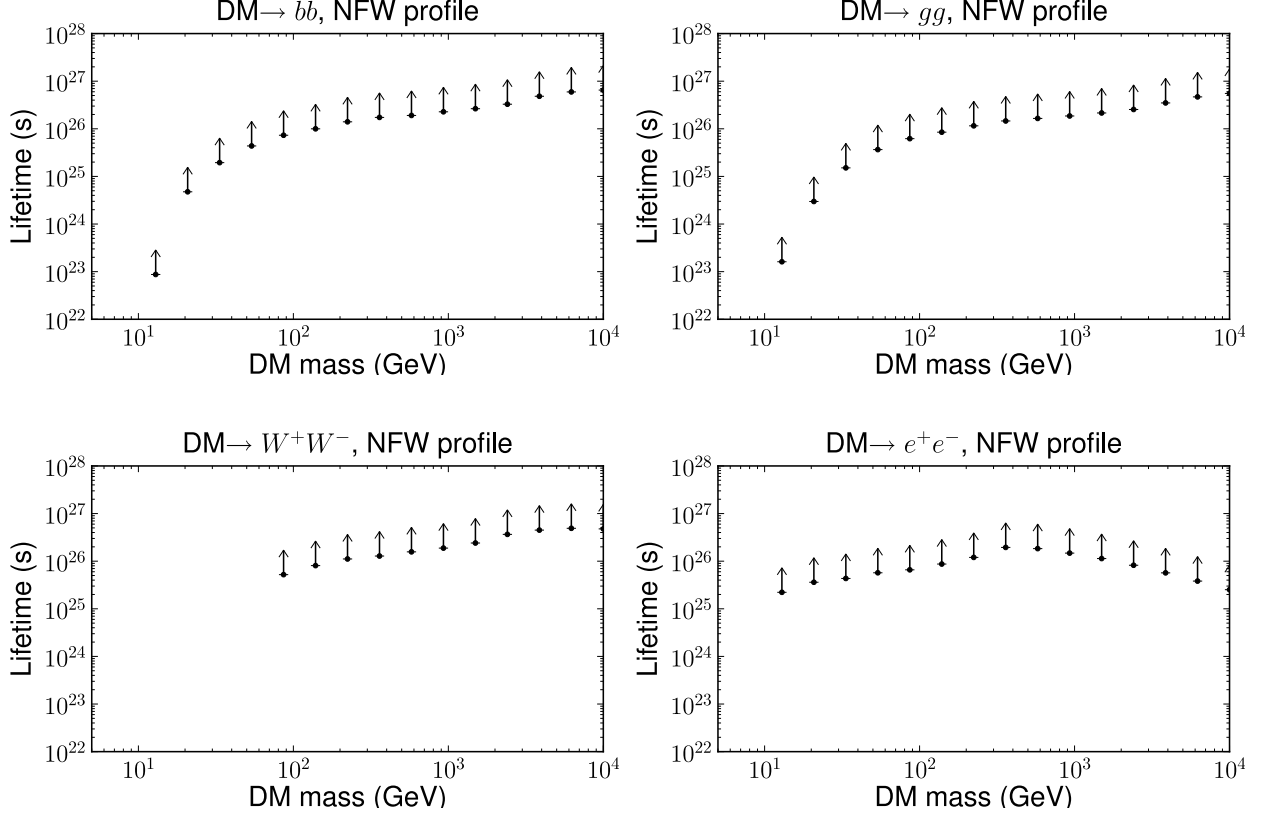 DM→ bb, NFW profile
10^28
10^27
10^26
10^25
10^24
10^23
10^22
Lifetime (s)
10^1 10^2 10^3 10^4
DM mass (GeV)
DM→ gg, NFW profile
10^28
10^27
10^26
10^25
10^24
10^23
10^22
Lifetime (s)
10^1 10^2 10^3 10^4
DM mass (GeV)
DM→ W^+W^−, NFW profile
10^28
10^27
10^26
10^25
10^24
10^23
10^22
Lifetime (s)
10^1 10^2 10^3 10^4
DM mass (GeV)
DM→ e^+e^−, NFW profile
10^28
10^27
10^26
10^25
10^24
10^23
10^22
Lifetime (s)
10^1 10^2 10^3 10^4
DM mass (GeV)